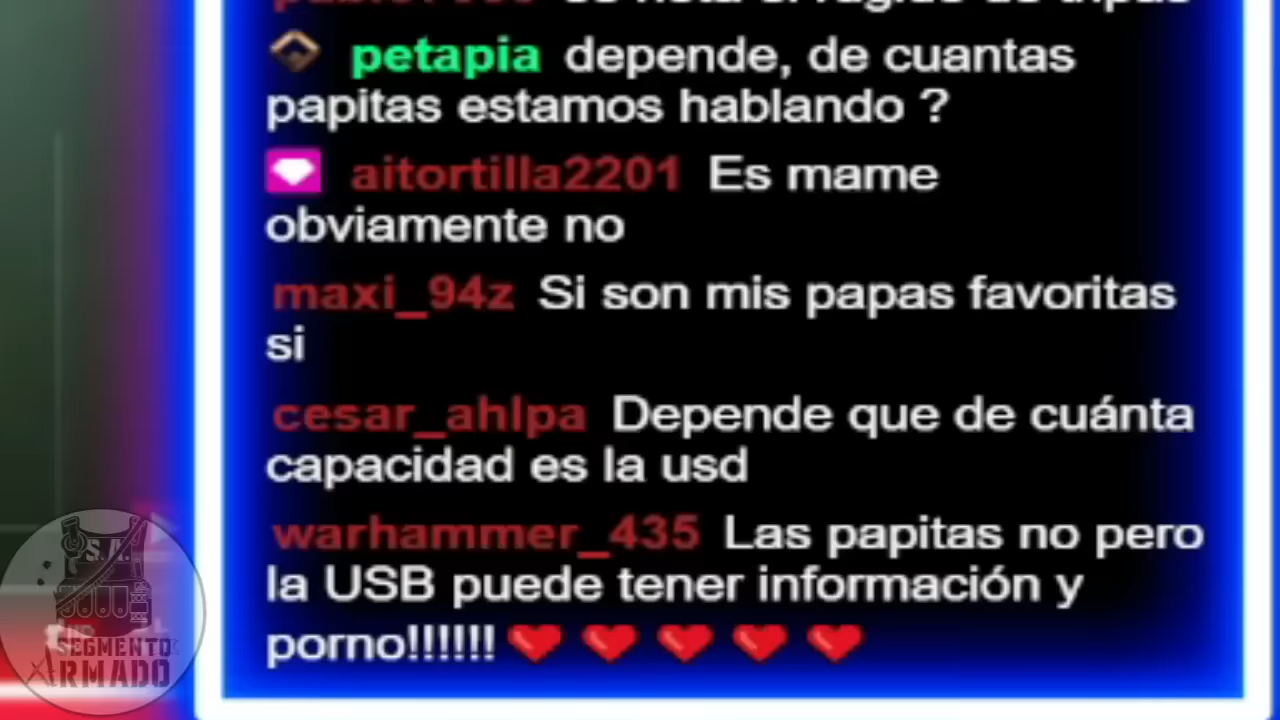 petapia depende, de cuantas
papitas estamos hablando ?
aitortilla2201 Es mame
obviamente no
maxi_94z Si son mis papas favoritas
si
cesar_ahlpa Depende que de cuánta
capacidad es la usd
warhammer_435 Las papitas no pero
la USB puede tener información y
porno!!!!!!
S.A.
SEGMENTO
ARMADO